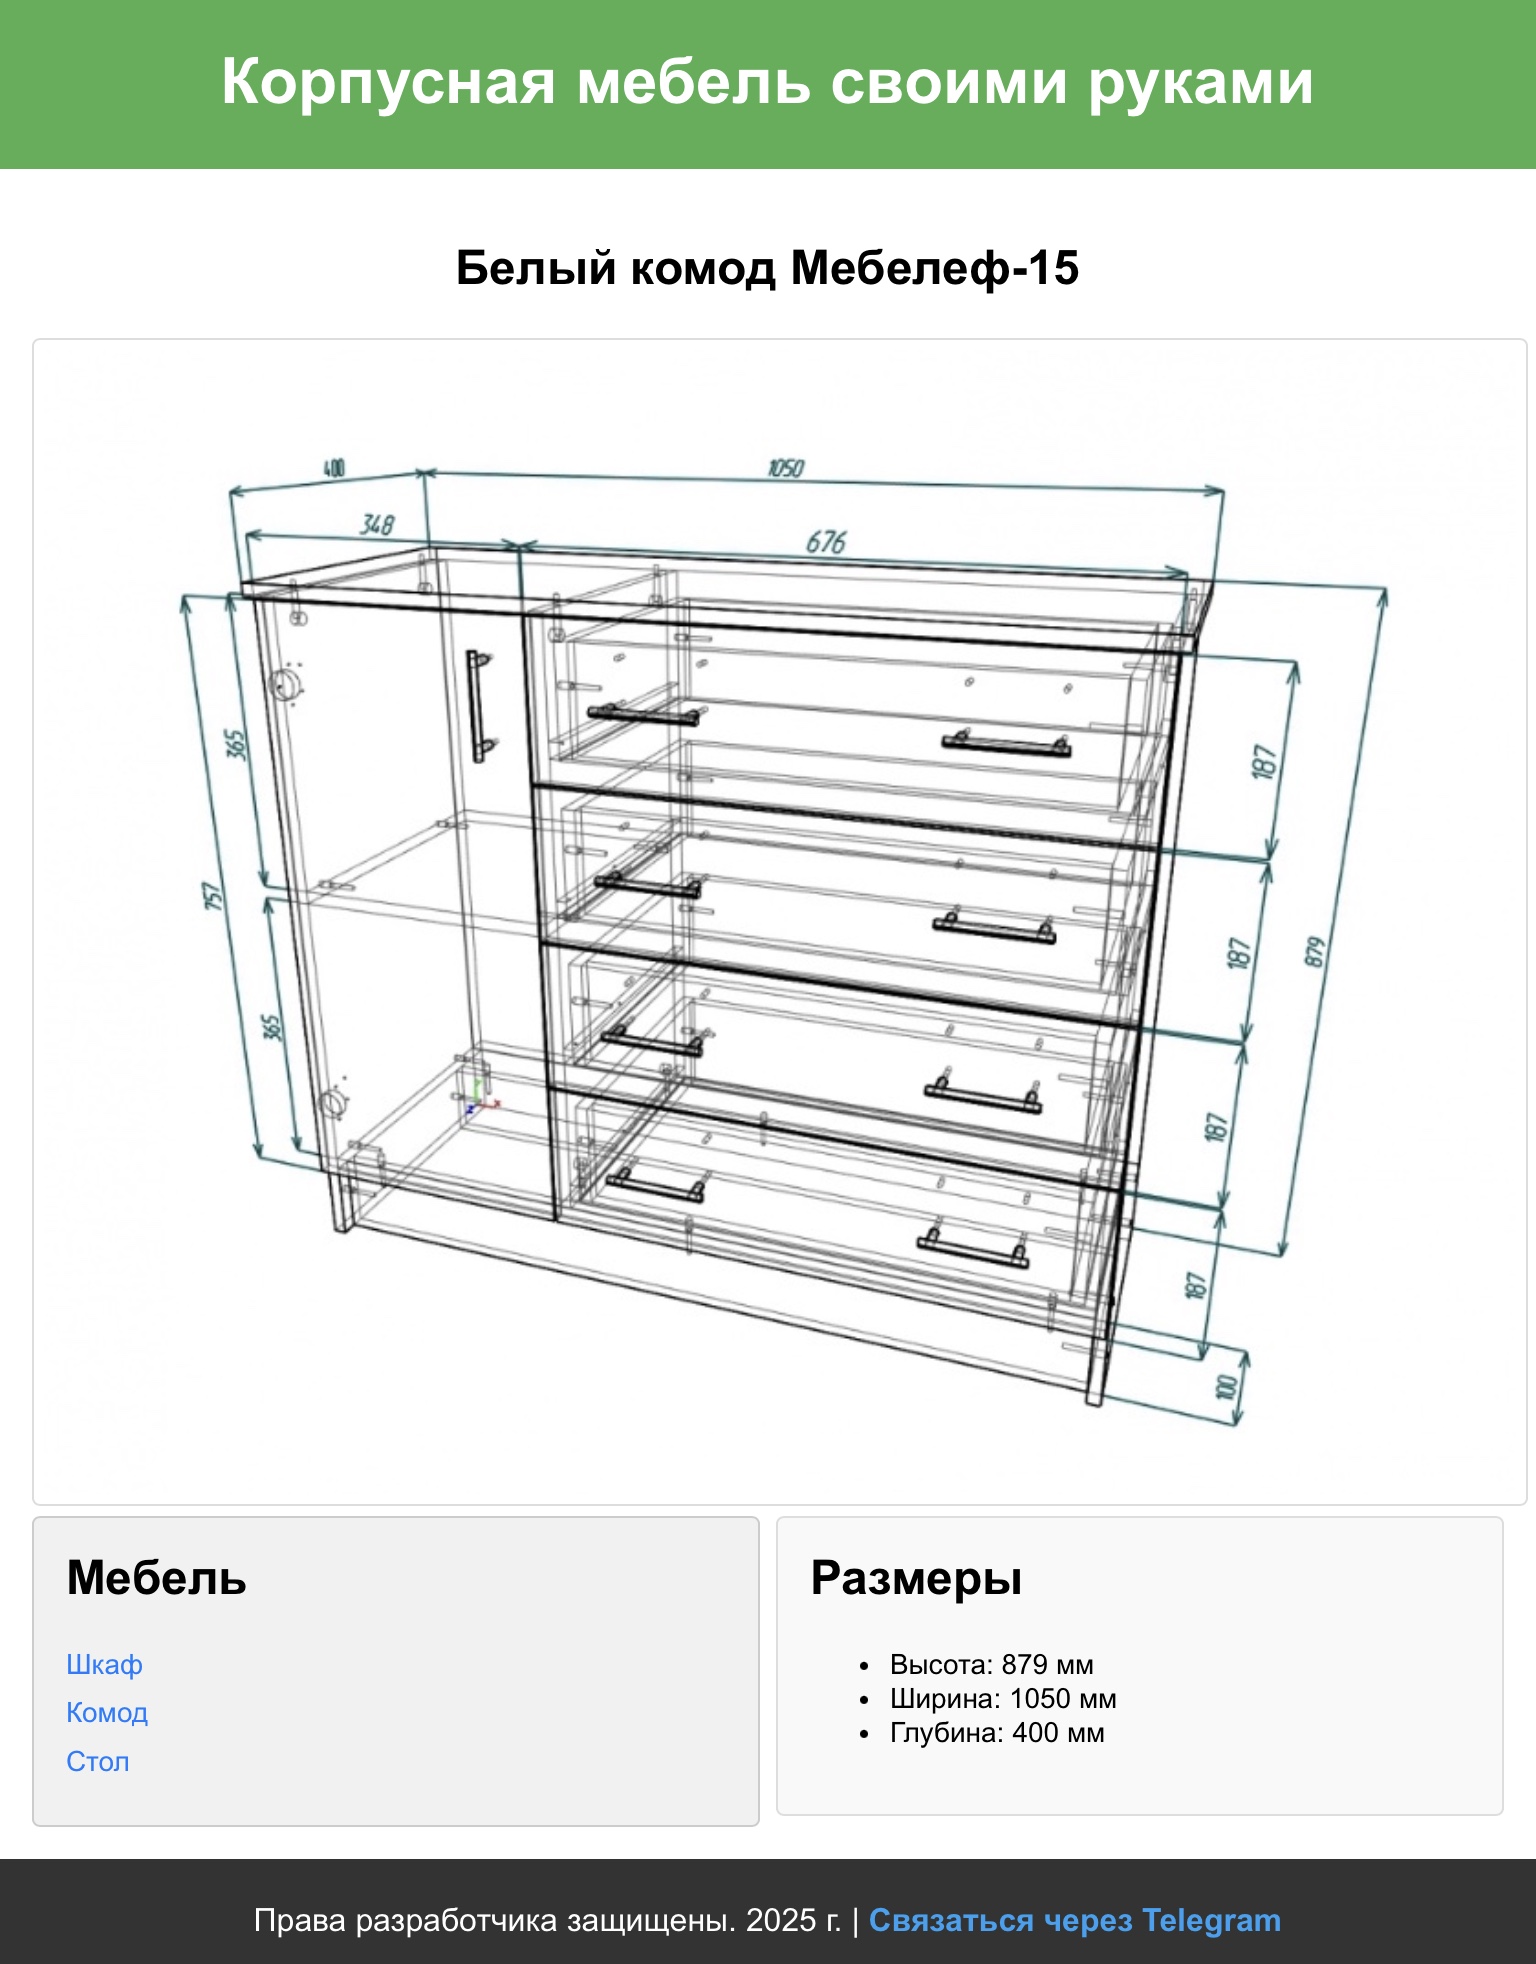 Корпусная мебель своими руками
Белый комод Мебелеф-15
400
1050
348
676
365
757
365
187
187
879
187
187
100
Y
Z X
Мебель
Шкаф
Комод
Стол
Размеры
• Высота: 879 мм
• Ширина: 1050 мм
• Глубина: 400 мм
Права разработчика защищены. 2025 г. | Связаться через Telegram